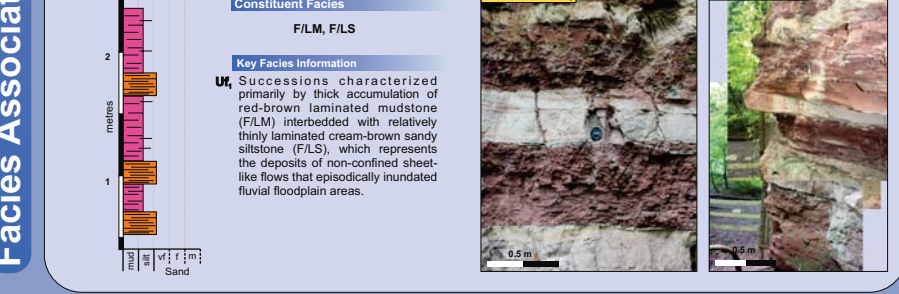 Facies Associat
Constituent Facies
F/LM, F/LS
Key Facies Information
Uf, Successions characterized
primarily by thick accumulation of
red-brown laminated mudstone
(F/LM) interbedded with relatively
thinly laminated cream-brown sandy
siltstone (F/LS), which represents
the deposits of non-confined sheet-
like flows that episodically inundated
fluvial floodplain areas.
2
metres
1
mud silt vf f m
Sand
0.5 m
0.5 m